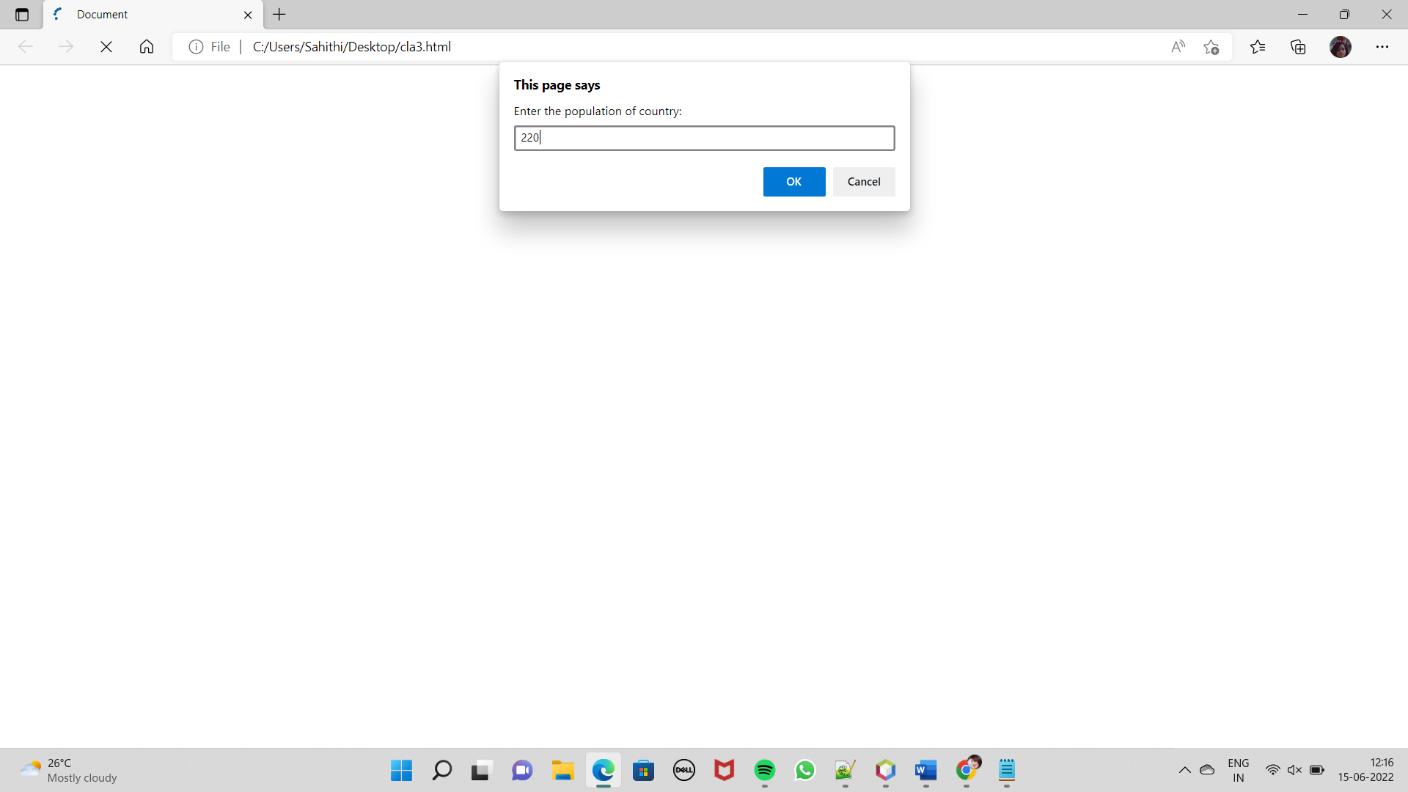 Document
File | C:/Users/Sahithi/Desktop/cla3.html
This page says
Enter the population of country:
220
OK
Cancel
26°C
Mostly cloudy
DELL
W
ENG
IN
12:16
15-06-2022